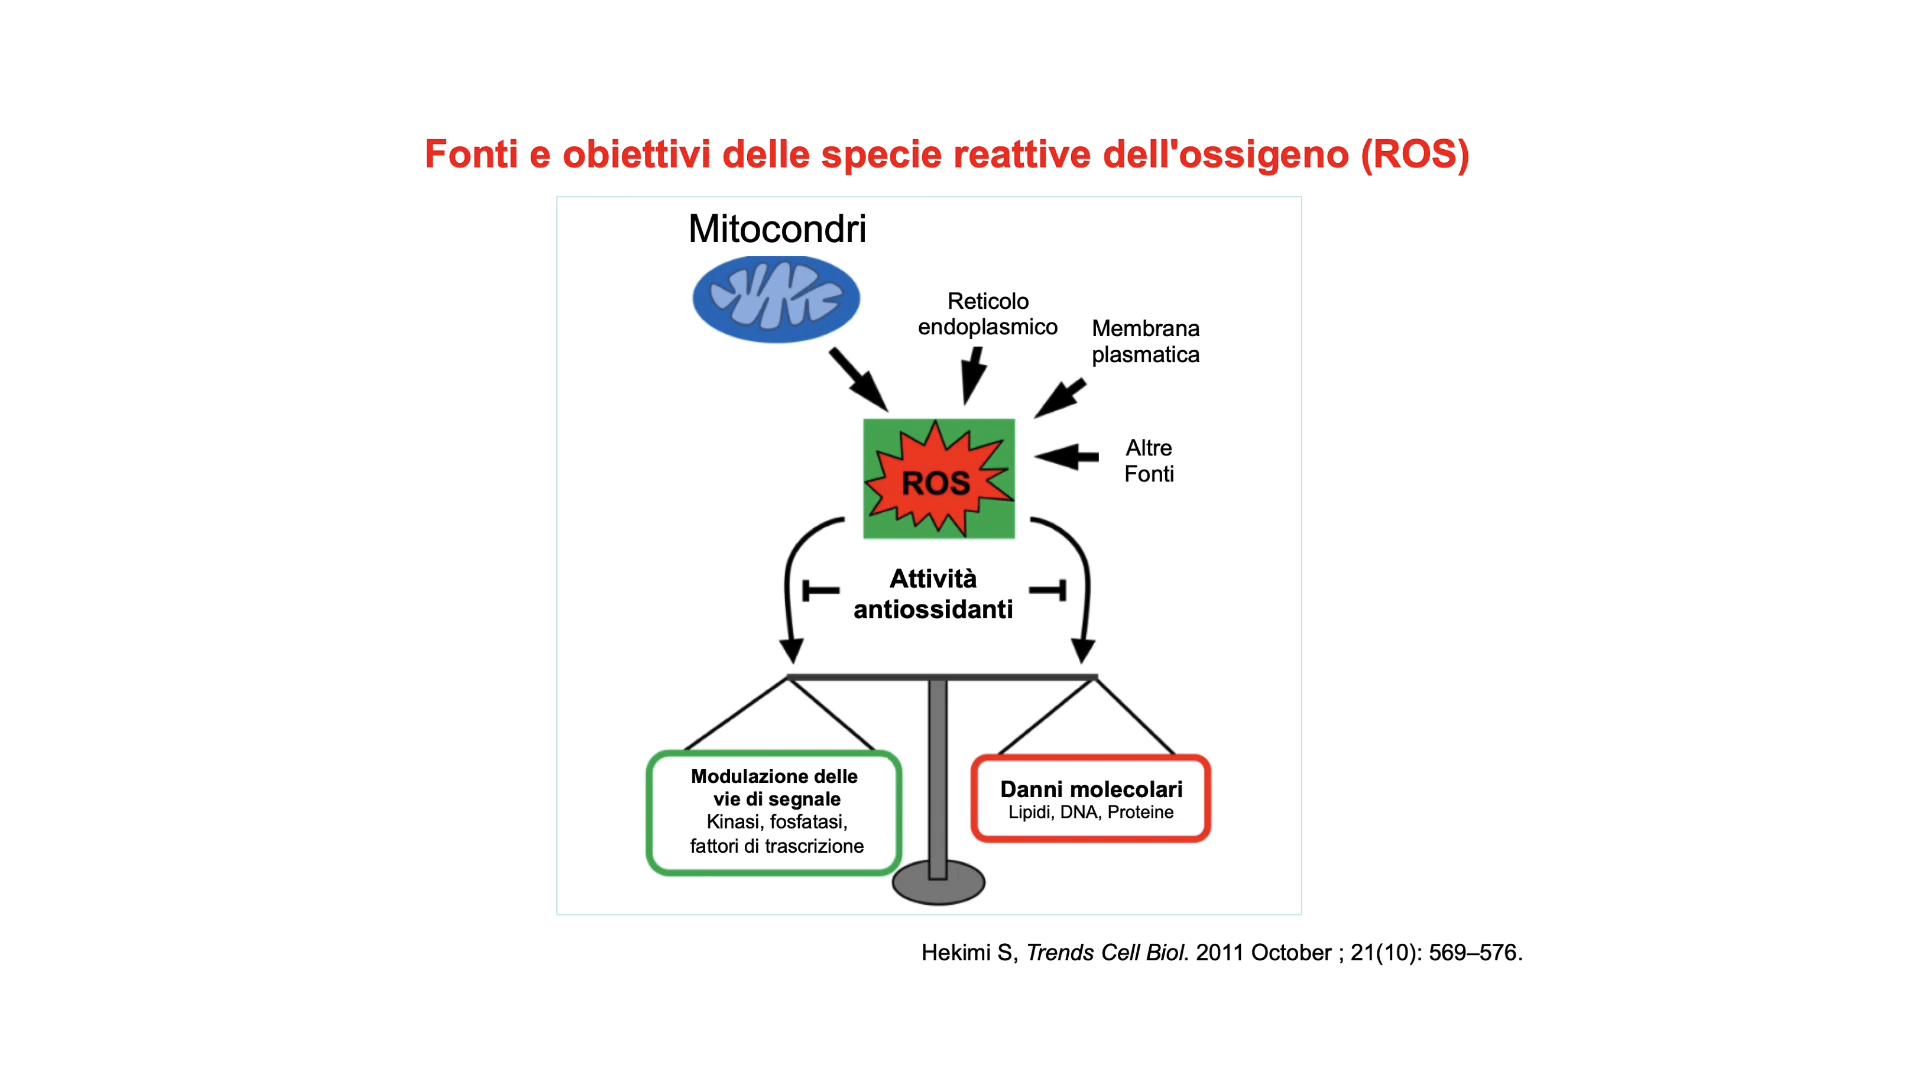 Fonti e obiettivi delle specie reattive dell'ossigeno (ROS)
Mitocondri
Reticolo
endoplasmico
Membrana
plasmatica
Altre
Fonti
ROS
Attività
antiossidanti
Modulazione delle
vie di segnale
Kinasi, fosfatasi,
fattori di trascrizione
Danni molecolari
Lipidi, DNA, Proteine
Hekimi S, Trends Cell Biol. 2011 October ; 21(10): 569–576.